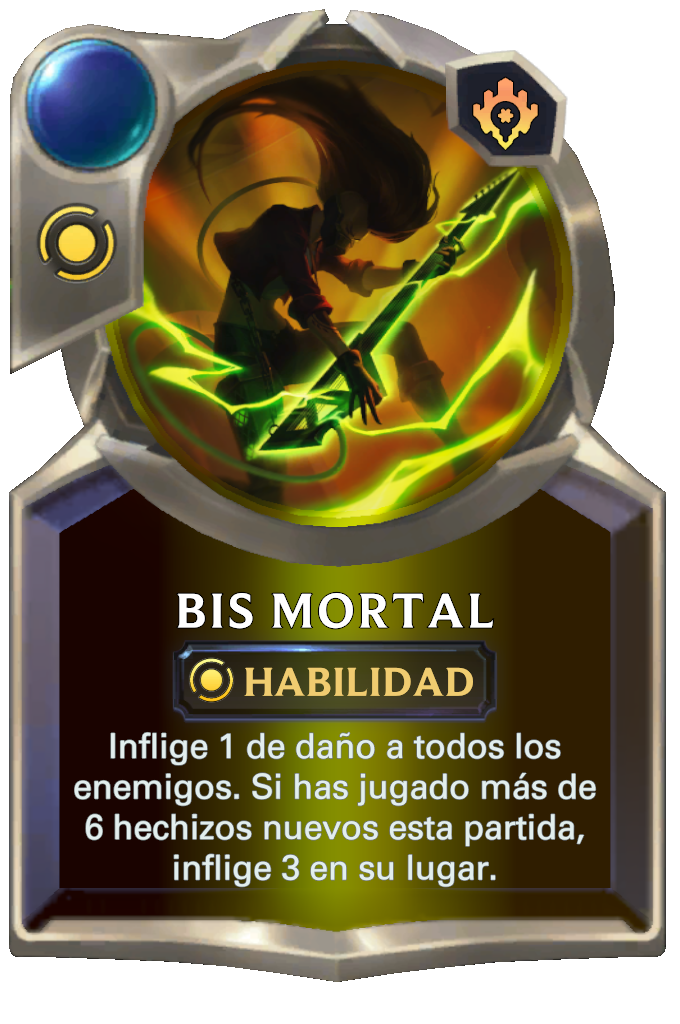 BIS MORTAL
HABILIDAD
Inflige 1 de daño a todos los
enemigos. Si has jugado más de
6 hechizos nuevos esta partida,
inflige 3 en su lugar.